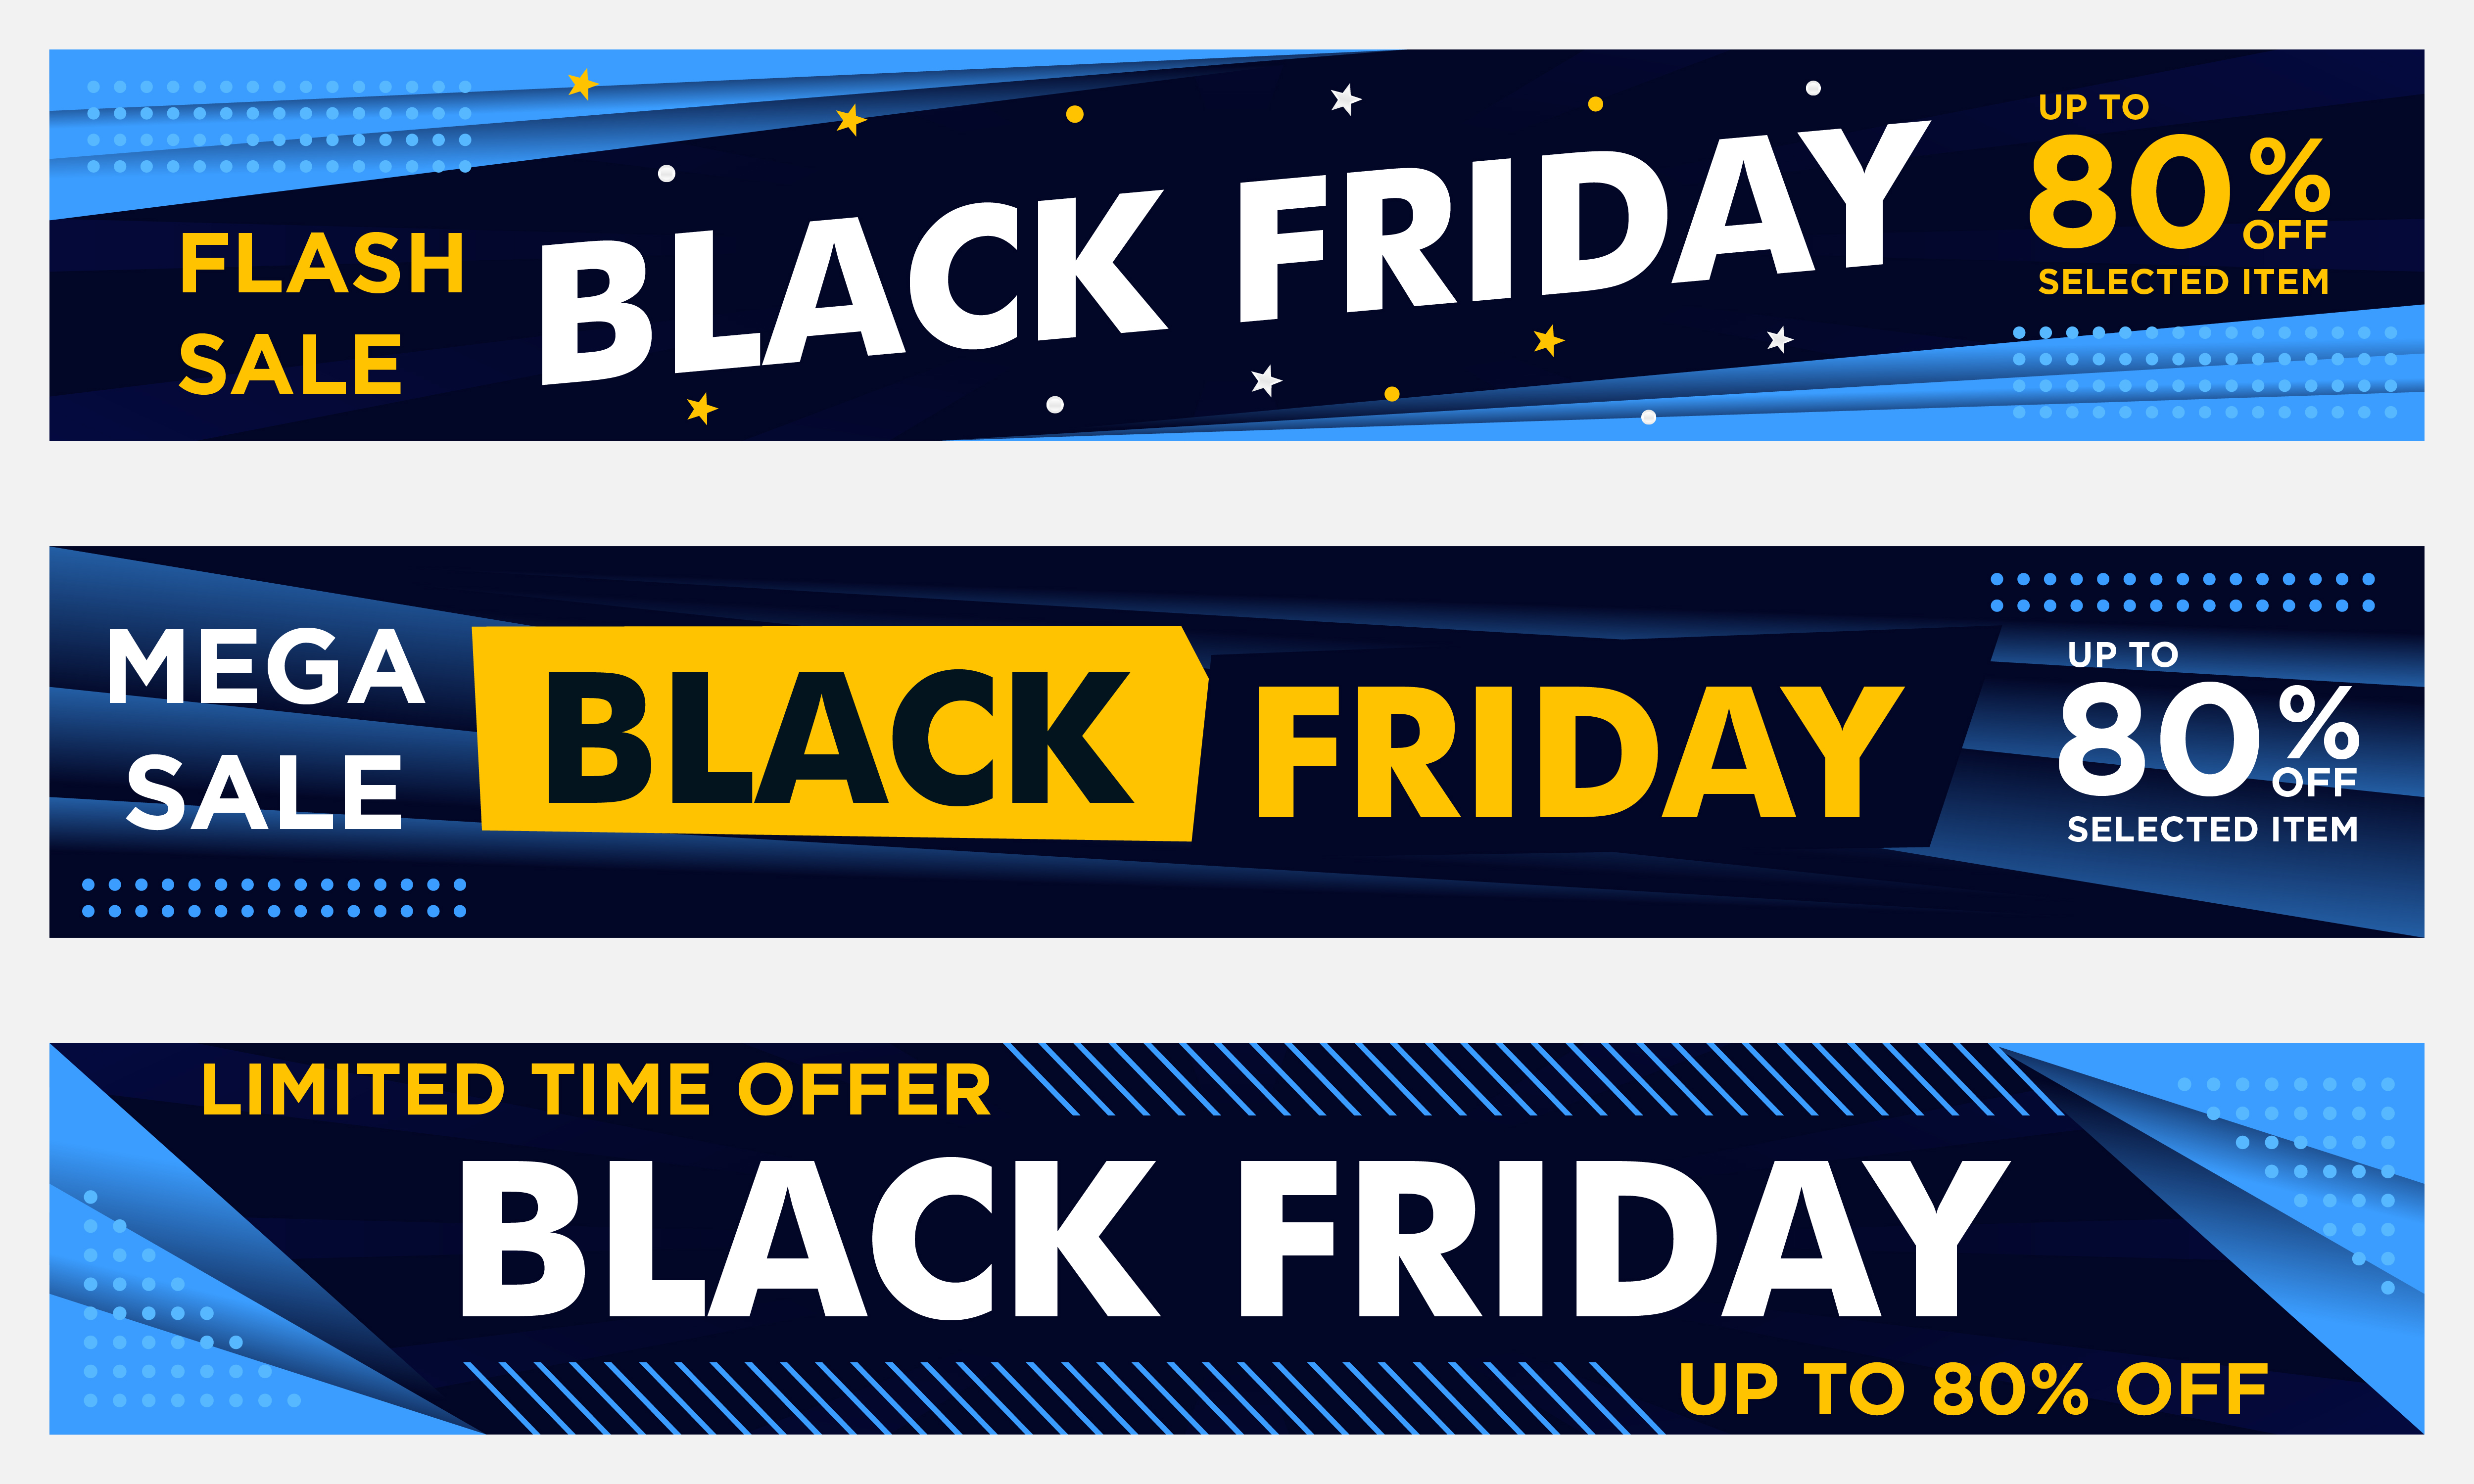 FLASH
SALE
BLACK FRIDAY
UP TO
80%
OFF
SELECTED ITEM
MEGA
SALE
BLACK FRIDAY
UP TO
80%
OFF
SELECTED ITEM
LIMITED TIME OFFER
BLACK FRIDAY
UP TO 80% OFF